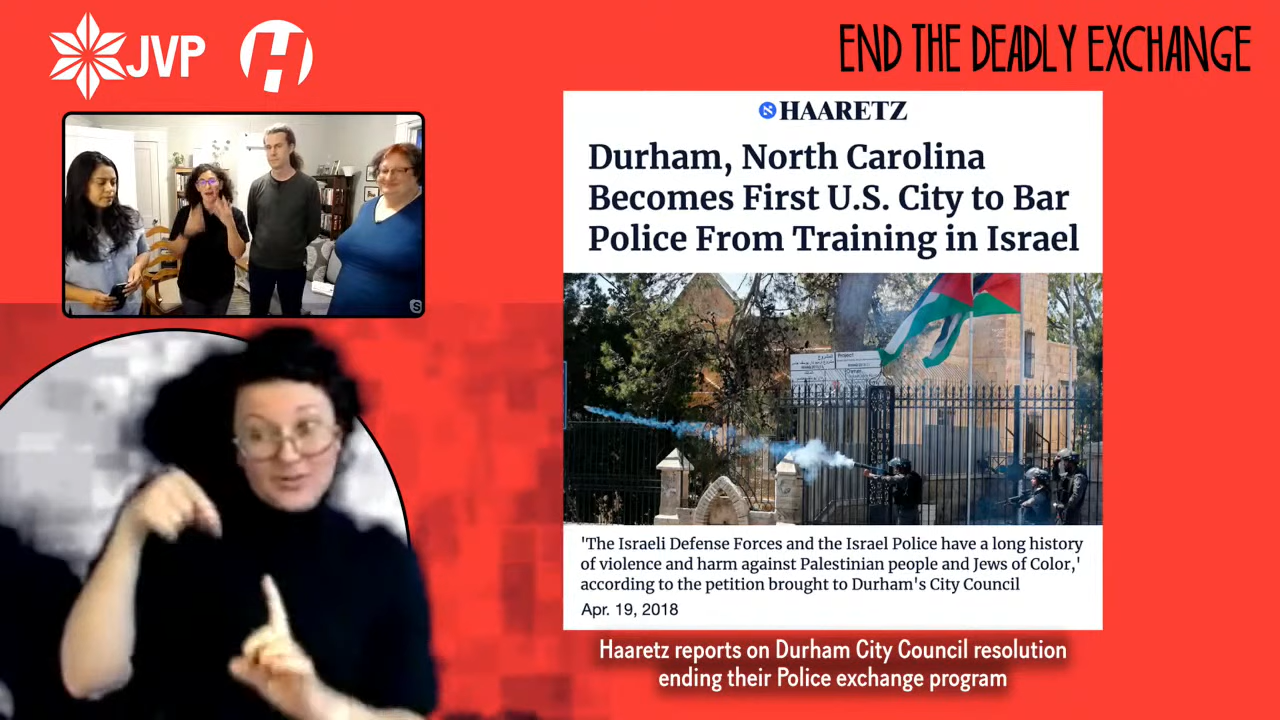 JVP
H
END THE DEADLY EXCHANGE
HAARETZ
Durham, North Carolina
Becomes First U.S. City to Bar
Police From Training in Israel
'The Israeli Defense Forces and the Israel Police have a long history
of violence and harm against Palestinian people and Jews of Color,'
according to the petition brought to Durham's City Council
Apr. 19, 2018
Haaretz reports on Durham City Council resolution
ending their Police exchange program